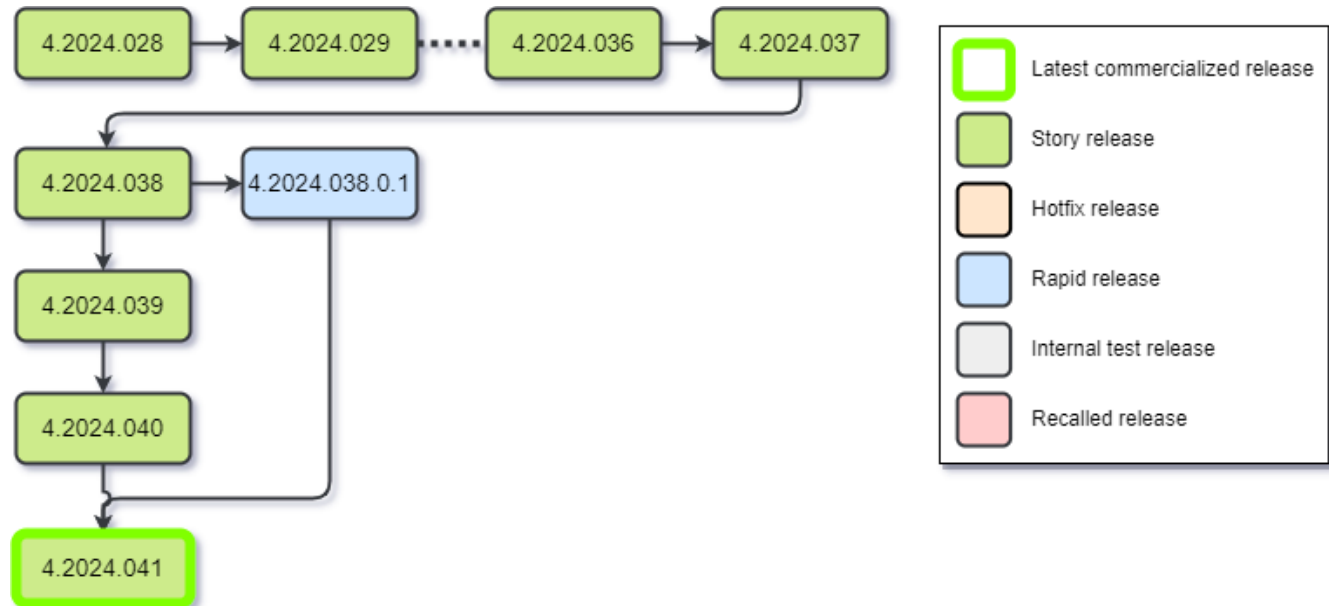 4.2024.028
4.2024.029
4.2024.036
4.2024.037
4.2024.038
4.2024.038.0.1
4.2024.039
4.2024.040
4.2024.041
Latest commercialized release
Story release
Hotfix release
Rapid release
Internal test release
Recalled release